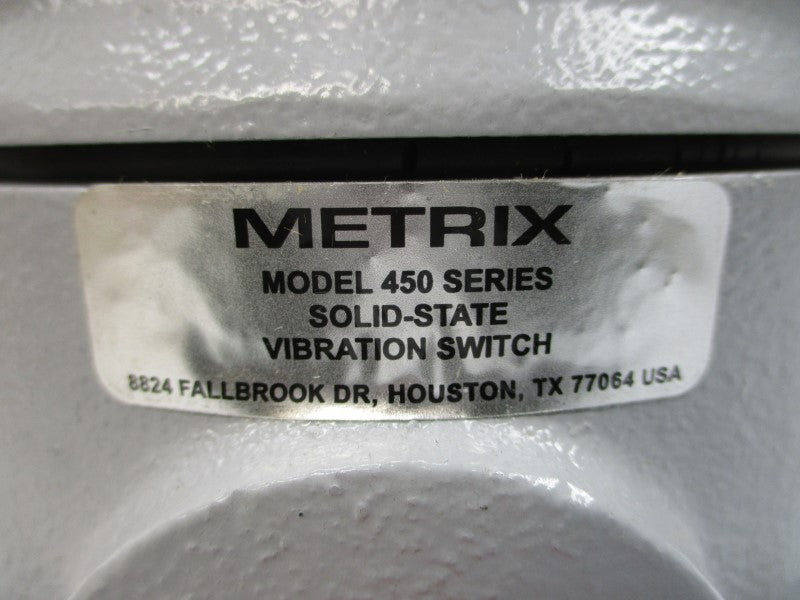 METRIX
MODEL 450 SERIES
SOLID-STATE
VIBRATION SWITCH
8824 FALLBROOK DR, HOUSTON, TX 77064 USA